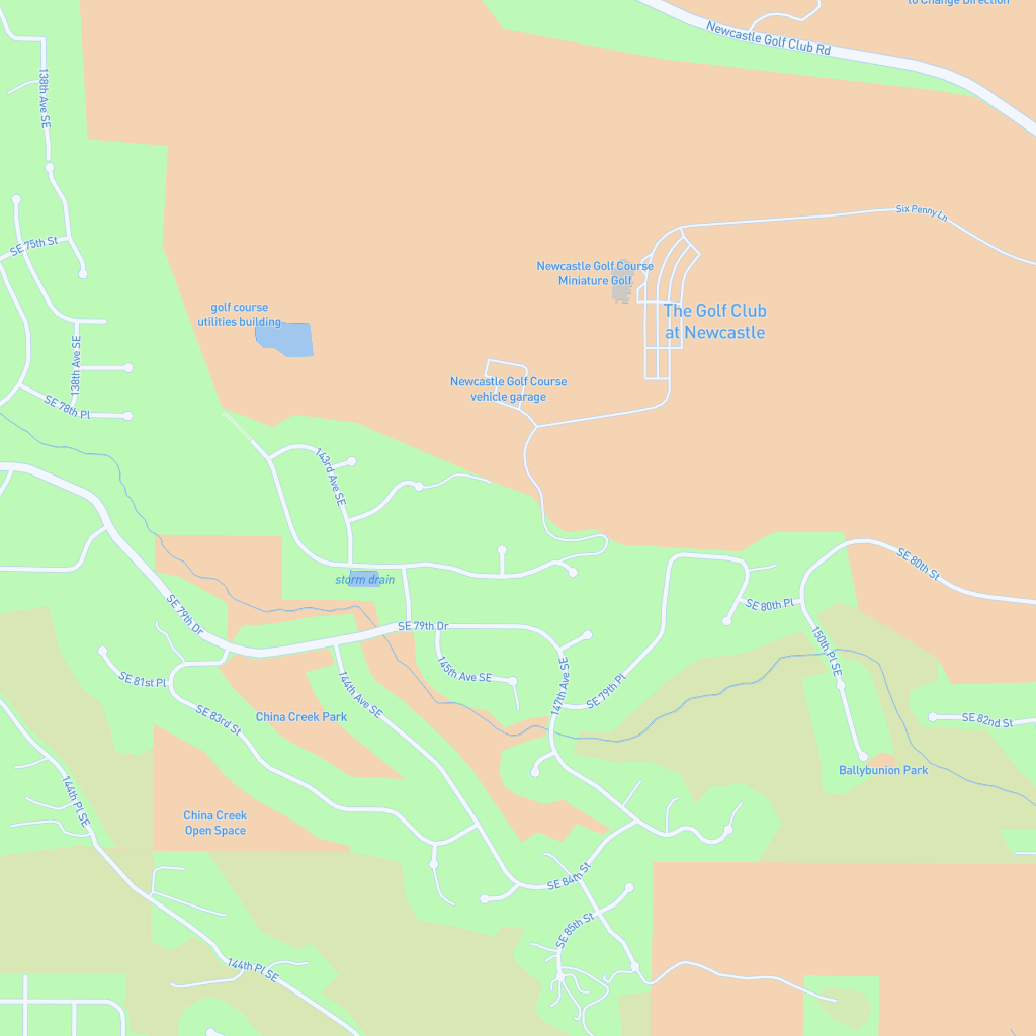 to Change Direction
Newcastle Golf Club Rd
138th Ave SE
Six Penny Ln
SE 75th St
Newcastle Golf Course
Miniature Golf
golf course
utilities building
The Golf Club
at Newcastle
138th Ave SE
Newcastle Golf Course
vehicle garage
SE 78th Pl
143rd Ave SE
SE 80th St
storm drain
SE 79th Dr
SE 79th Dr
SE 80th Pl
150th Pl SE
145th Ave SE
147th Ave SE
SE 81st Pl
144th Ave SE
SE 79th Pl
SE 83rd St
China Creek Park
SE 82nd St
Ballybunion Park
144th Pl SE
China Creek
Open Space
SE 84th St
SE 85th St
144th Pl SE